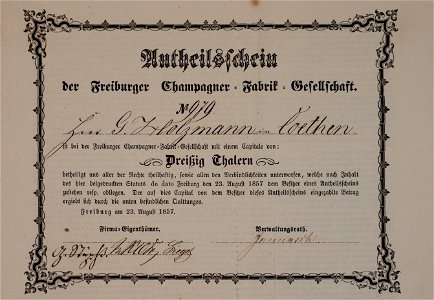 Antheilsschein
der Freiburger Champagner-Fabrik-Gesellschaft.
№ 979
Herr G. Holzmann in Coethen
ist bei der Freiburger Champagner-Fabrik-Gesellschaft mit einem Capitale von:
Dreißig Thalern
betheiligt und aller der Rechte theilhaftig, sowie allen den Verbindlichkeiten unterworfen, welche nach Inhalt
des hier beigedruckten Statuts da dato Freiburg den 23. August 1857 dem Besitzer eines Antheilsscheins
zustehen resp. obliegen. Der auf vier Capital von dem Besitzer dieses Antheilsscheins eingezahlte Betrag
ergiebt sich durch die unten befindlichen Quittungen.
Freiburg am 23. August 1857.
Firma-Eigenthümer.
Verwaltungsrath.